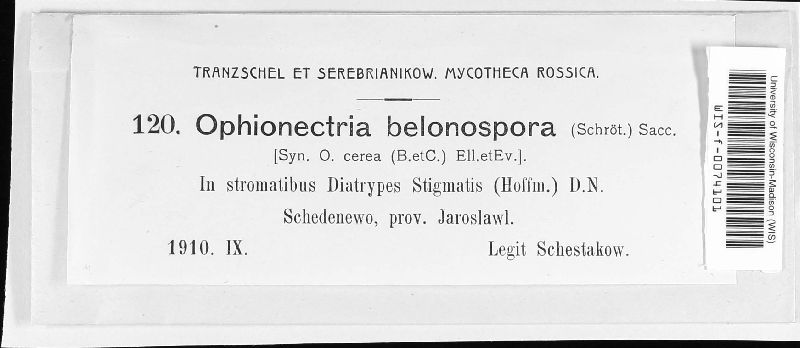 TRANZSCHEL ET SEREBRIANIKOW. MYCOTHECA ROSSICA.
120. Ophionectria belonospora (Schröt.) Sacc.
[Syn. O. cerea (B.etC.) Ell.etEv.].
In stromatibus Diatrypes Stigmatis (Hoffm.) D.N.
Schedenewo, prov. Jaroslawl.
1910. IX. Legit Schestakow.
University of Wisconsin-Madison (WIS)
WIS-f-0074101